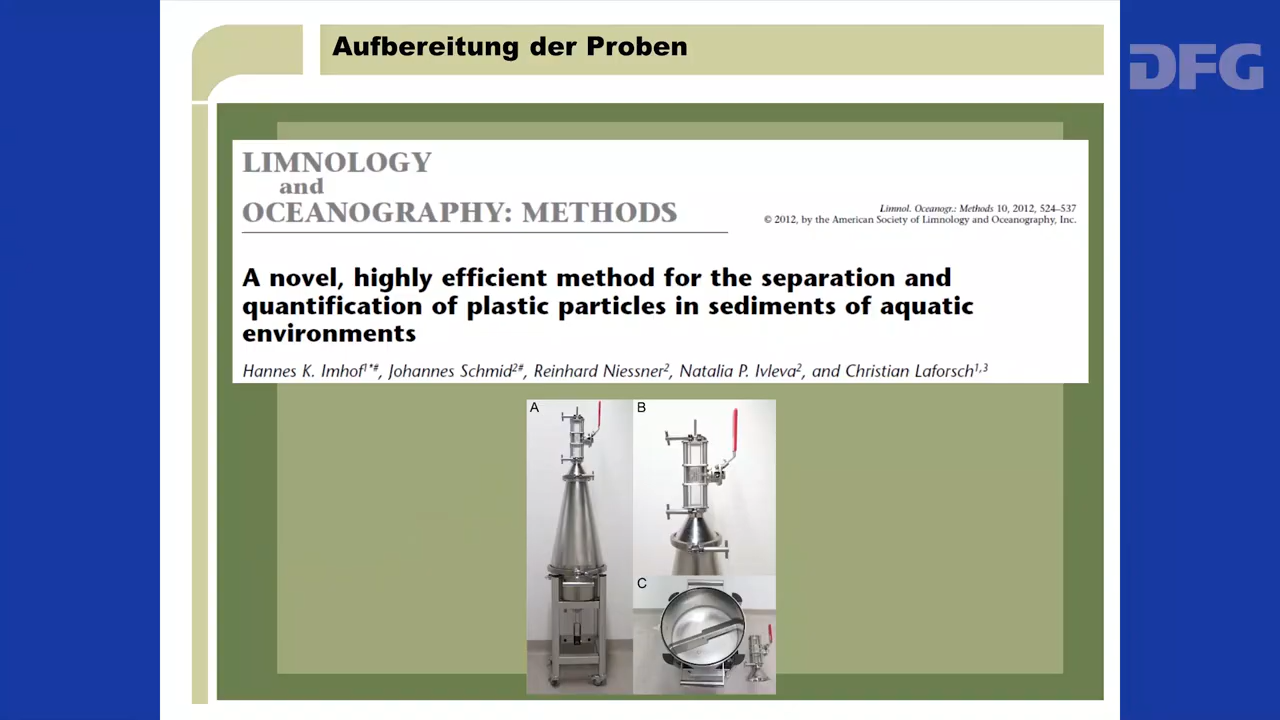 Aufbereitung der Proben
DFG
LIMNOLOGY
and
OCEANOGRAPHY: METHODS
Limnol. Oceanogr.: Methods 10, 2012, 524–537
© 2012, by the American Society of Limnology and Oceanography, Inc.
A novel, highly efficient method for the separation and
quantification of plastic particles in sediments of aquatic
environments
Hannes K. Imhof1*#, Johannes Schmid2#, Reinhard Niessner2, Natalia P. Ivleva2, and Christian Laforsch1,3
A
B
C